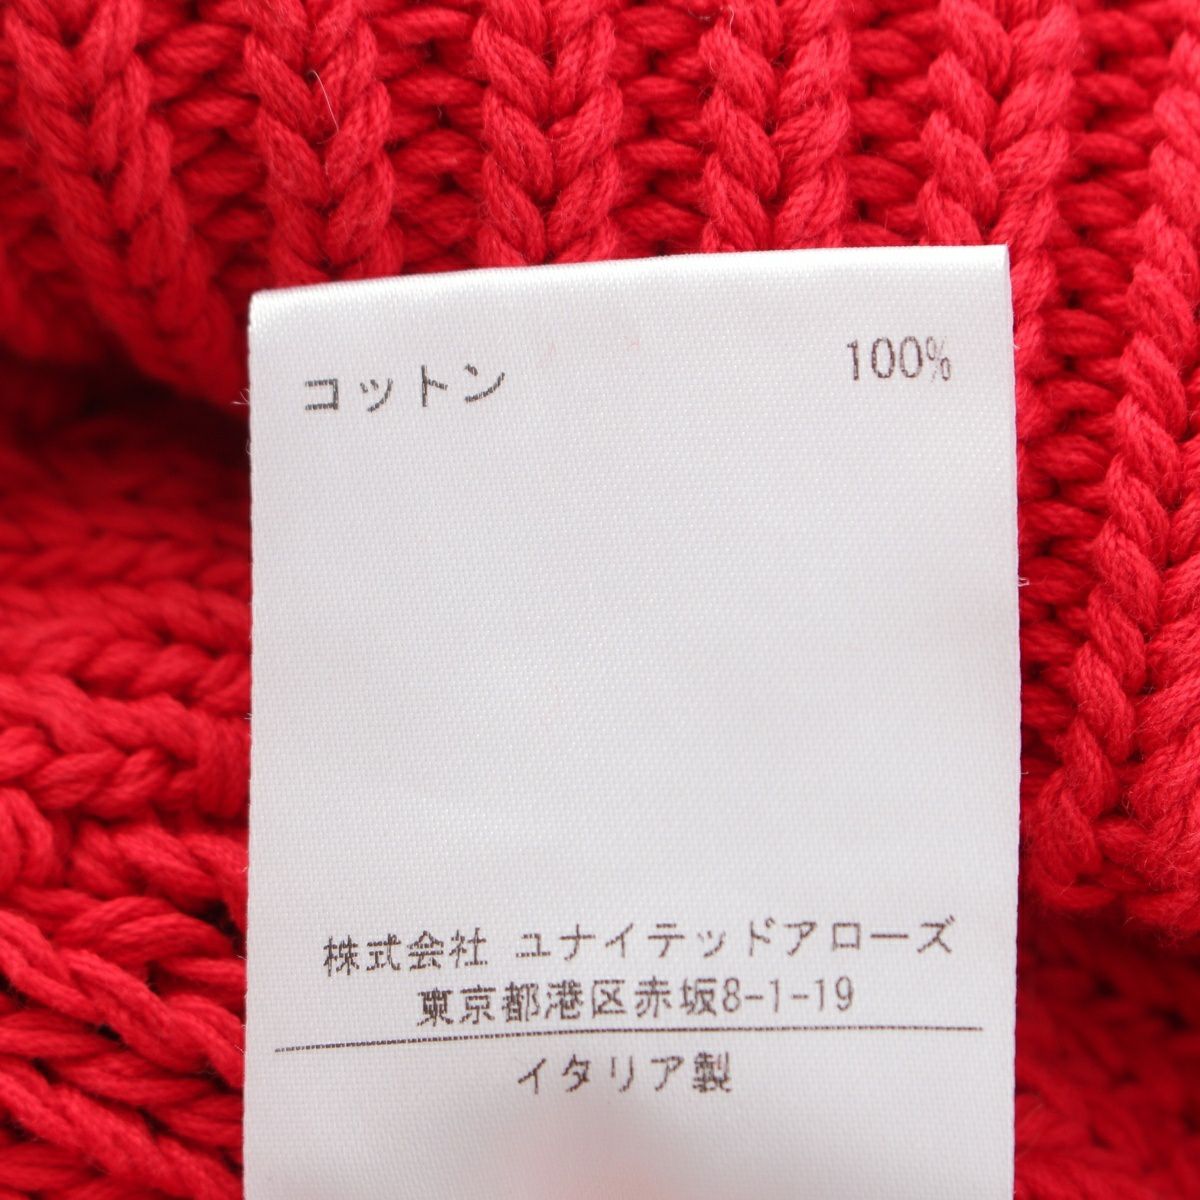 コットン 100%
株式会社 ユナイテッドアローズ
東京都港区赤坂8-1-19
イタリア製